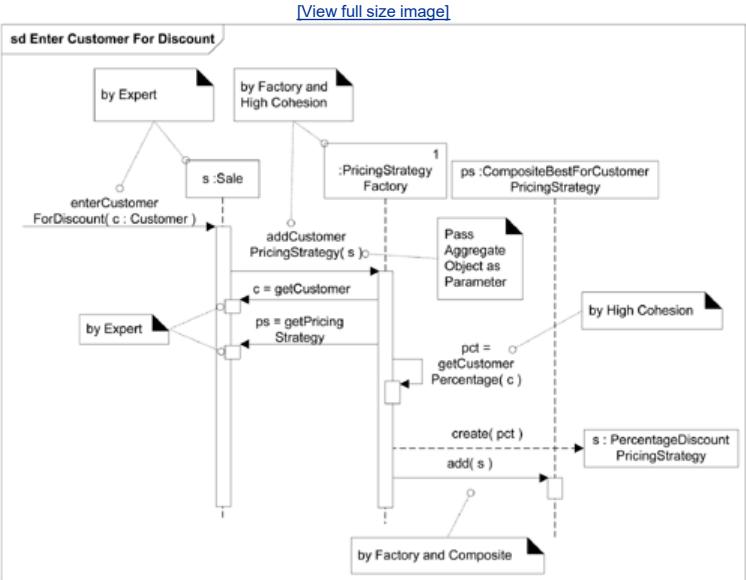 [View full size image]
sd Enter Customer For Discount
by Expert
by Factory and
High Cohesion
s :Sale
1
:PricingStrategy
Factory
ps :CompositeBestForCustomer
PricingStrategy
enterCustomer
ForDiscount( c : Customer )
addCustomer
PricingStrategy( s )
Pass
Aggregate
Object as
Parameter
c = getCustomer
by Expert
ps = getPricing
Strategy
by High Cohesion
pct =
getCustomer
Percentage( c )
create( pct )
s : PercentageDiscount
PricingStrategy
add( s )
by Factory and Composite